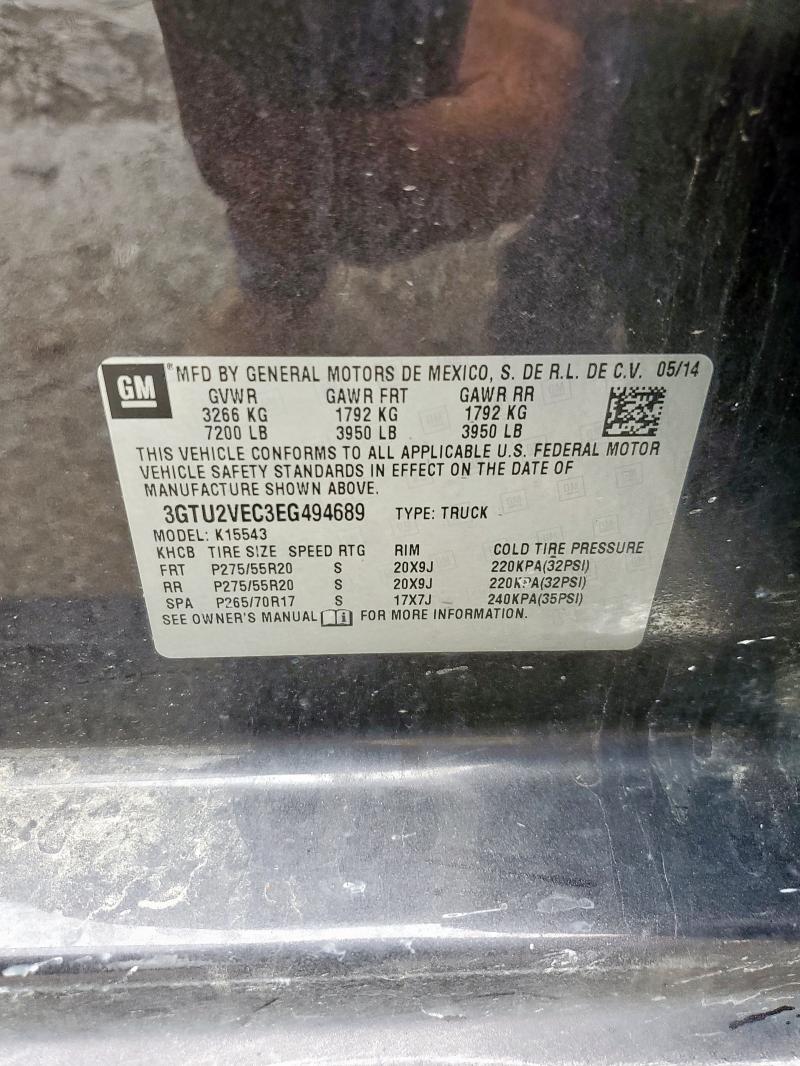 GM ® MFD BY GENERAL MOTORS DE MEXICO, S. DE R.L. DE C.V. 05/14
GVWR GAWR FRT GAWR RR
3266 KG 1792 KG 1792 KG
7200 LB 3950 LB 3950 LB
THIS VEHICLE CONFORMS TO ALL APPLICABLE U.S. FEDERAL MOTOR
VEHICLE SAFETY STANDARDS IN EFFECT ON THE DATE OF
MANUFACTURE SHOWN ABOVE.
3GTU2VEC3EG494689 TYPE: TRUCK
MODEL: K15543
KHCB TIRE SIZE SPEED RTG RIM COLD TIRE PRESSURE
FRT P275/55R20 S 20X9J 220KPA(32PSI)
RR P275/55R20 S 20X9J 220KPA(32PSI)
SPA P265/70R17 S 17X7J 240KPA(35PSI)
SEE OWNER'S MANUAL FOR MORE INFORMATION.